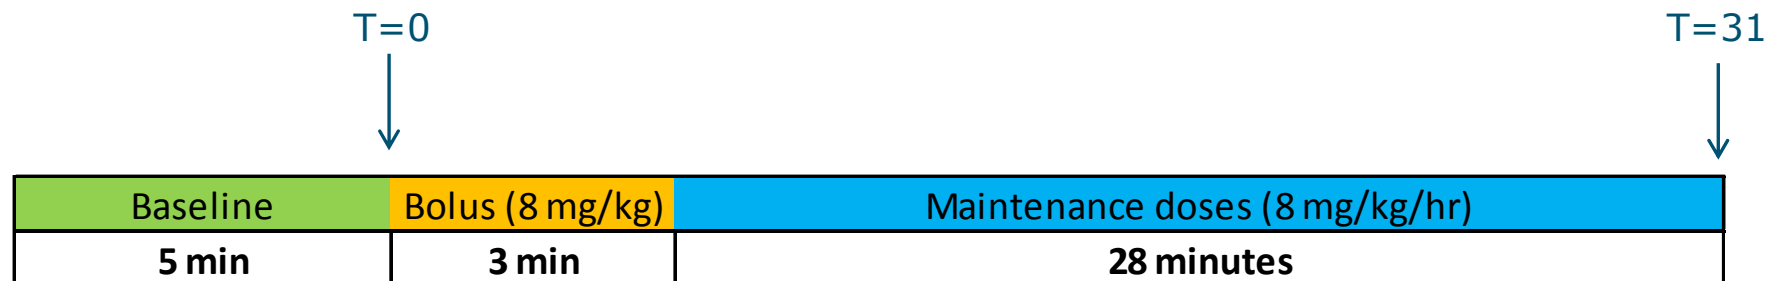 T=0
T=31
Baseline
Bolus (8 mg/kg)
Maintenance doses (8 mg/kg/hr)
5 min
3 min
28 minutes